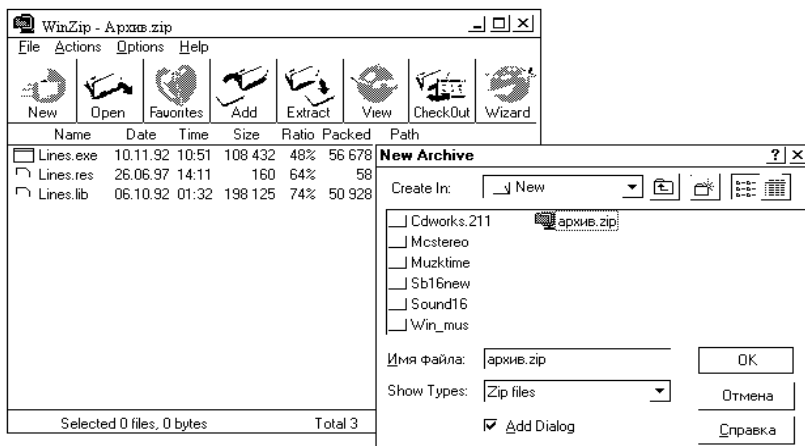 WinZip - Архив.zip
File Actions Options Help
New Open Favorites Add Extract View CheckOut Wizard
Name Date Time Size Ratio Packed Path
Lines.exe 10.11.92 10:51 108 432 48% 56 678
Lines.res 26.06.97 14:11 160 64% 58
Lines.lib 06.10.92 01:32 198 125 74% 50 928
Selected 0 files, 0 bytes Total 3
New Archive
Create In: New
Cdworks.211 архив.zip
Mcstereo
Muzktime
Sb16new
Sound16
Win_mus
Имя файла: архив.zip OK
Show Types: Zip files Отмена
Add Dialog Справка